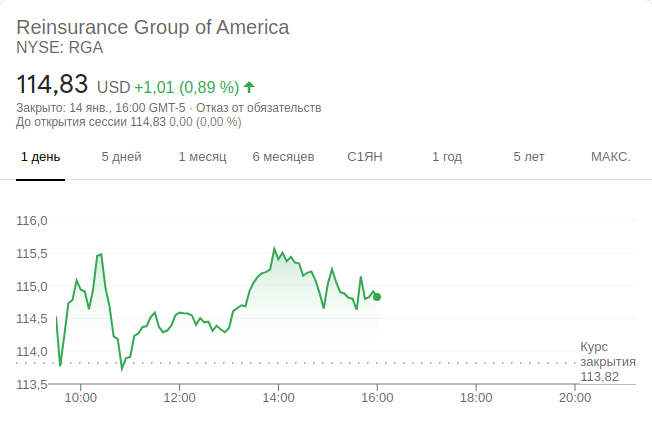 Reinsurance Group of America
NYSE: RGA
114,83 USD +1,01 (0,89 %)
Закрыто: 14 янв., 16:00 GMT-5 · Отказ от обязательств
До открытия сессии 114,83 0,00 (0,00 %)
1 день 5 дней 1 месяц 6 месяцев С1ЯН 1 год 5 лет МАКС.
116,0
115,5
115,0
114,5
114,0
113,5
Курс
закрытия
113,82
10:00 12:00 14:00 16:00 18:00 20:00